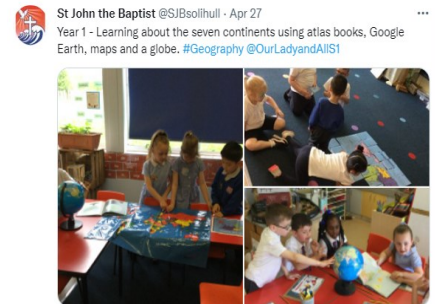 St John the Baptist @SJBsolihull · Apr 27
Year 1 - Learning about the seven continents using atlas books, Google
Earth, maps and a globe. #Geography @OurLadyandAllS1